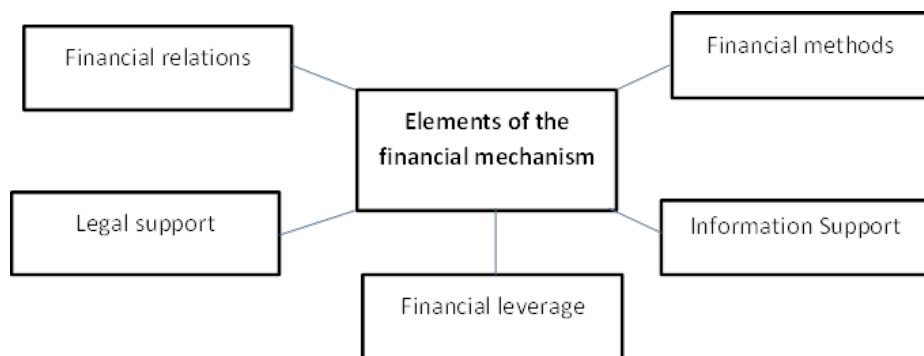 Financial relations
Financial methods
Elements of the
financial mechanism
Legal support
Information Support
Financial leverage